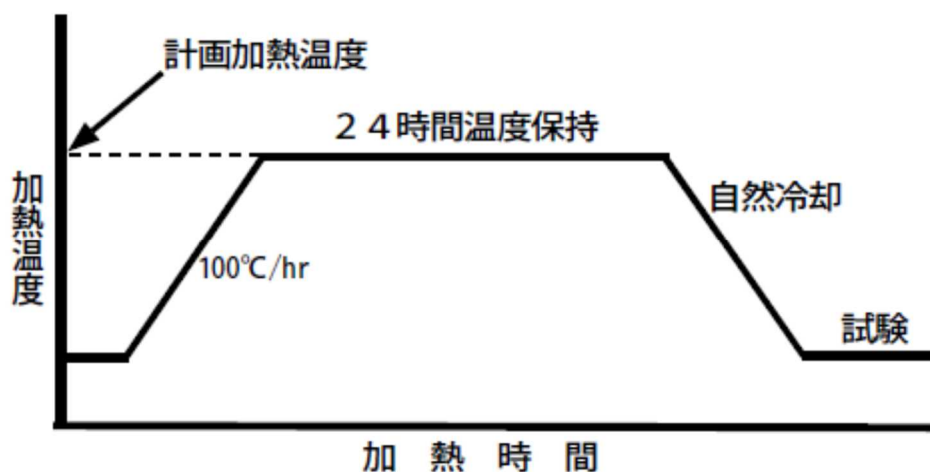 計画加熱温度
２４時間温度保持
自然冷却
100℃/hr
試験
加熱温度
加熱時間